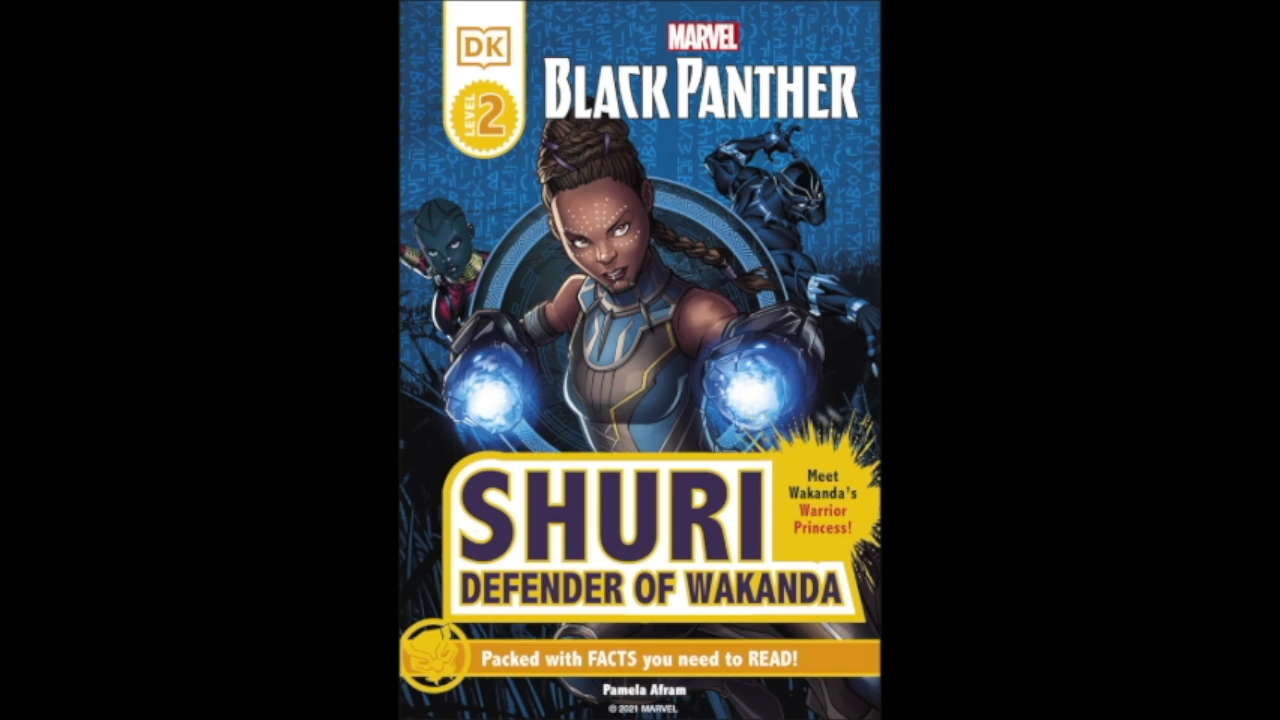 DK
LEVEL 2
MARVEL
BLACK PANTHER
Meet
Wakanda's
Warrior
Princess!
SHURI
DEFENDER OF WAKANDA
Packed with FACTS you need to READ!
Pamela Afram
© 2021 MARVEL